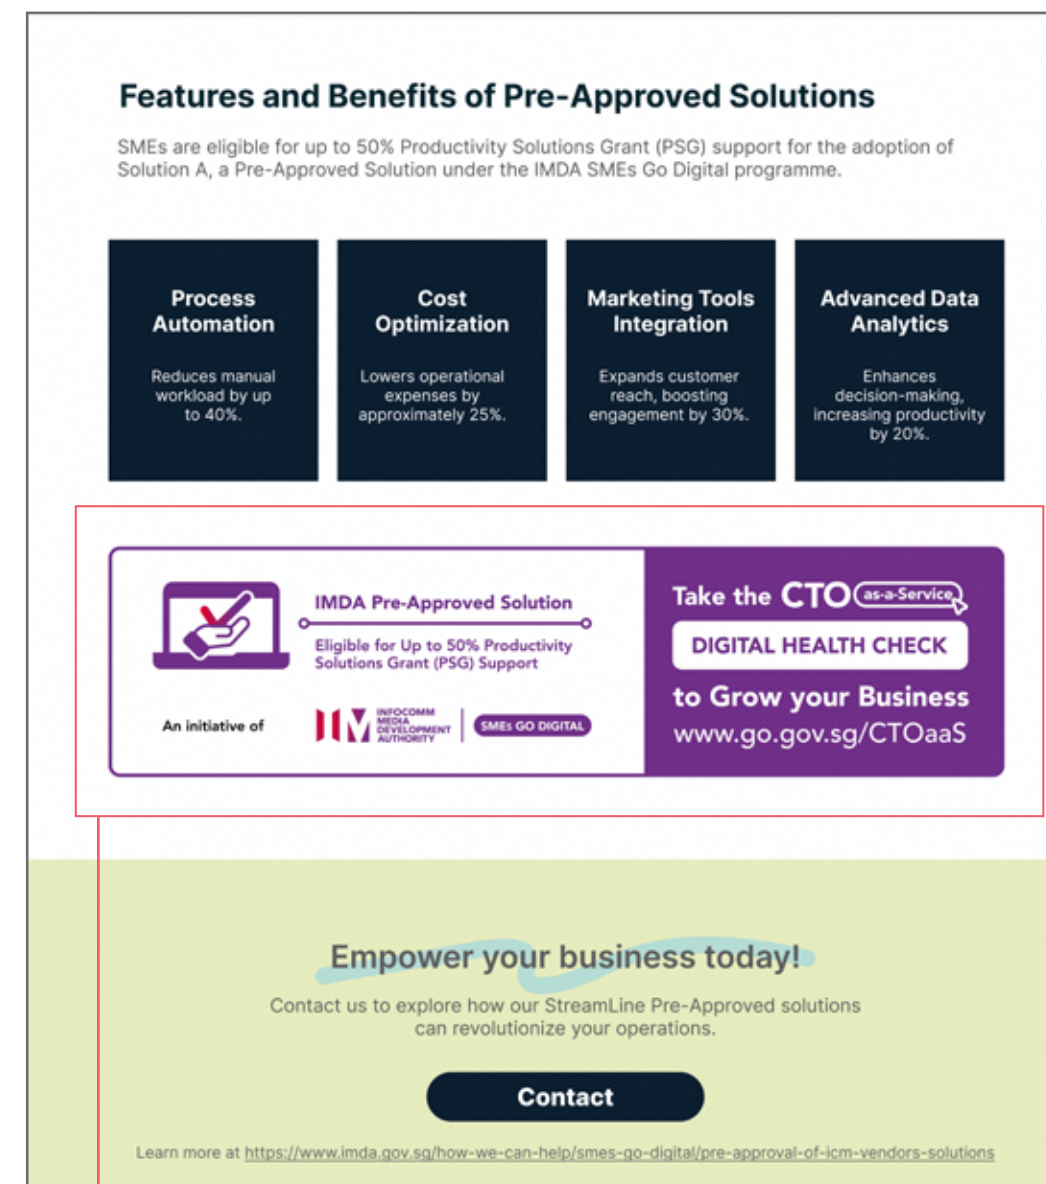 Features and Benefits of Pre-Approved Solutions
SMEs are eligible for up to 50% Productivity Solutions Grant (PSG) support for the adoption of
Solution A, a Pre-Approved Solution under the IMDA SMEs Go Digital programme.
Process
Automation
Reduces manual
workload by up
to 40%.
Cost
Optimization
Lowers operational
expenses by
approximately 25%.
Marketing Tools
Integration
Expands customer
reach, boosting
engagement by 30%.
Advanced Data
Analytics
Enhances
decision-making,
increasing productivity
by 20%.
IMDA Pre-Approved Solution
Eligible for Up to 50% Productivity
Solutions Grant (PSG) Support
An initiative of
INFOCOMM
MEDIA
DEVELOPMENT
AUTHORITY
SMEs GO DIGITAL
Take the CTO as-a-Service
DIGITAL HEALTH CHECK
to Grow your Business
www.go.gov.sg/CTOaaS
Empower your business today!
Contact us to explore how our StreamLine Pre-Approved solutions
can revolutionize your operations.
Contact
Learn more at https://www.imda.gov.sg/how-we-can-help/smes-go-digital/pre-approval-of-icm-vendors-solutions